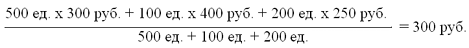 500 ед. х 300 руб. + 100 ед. х 400 руб. + 200 ед. х 250 руб.
500 ед. + 100 ед. + 200 ед.
= 300 руб.